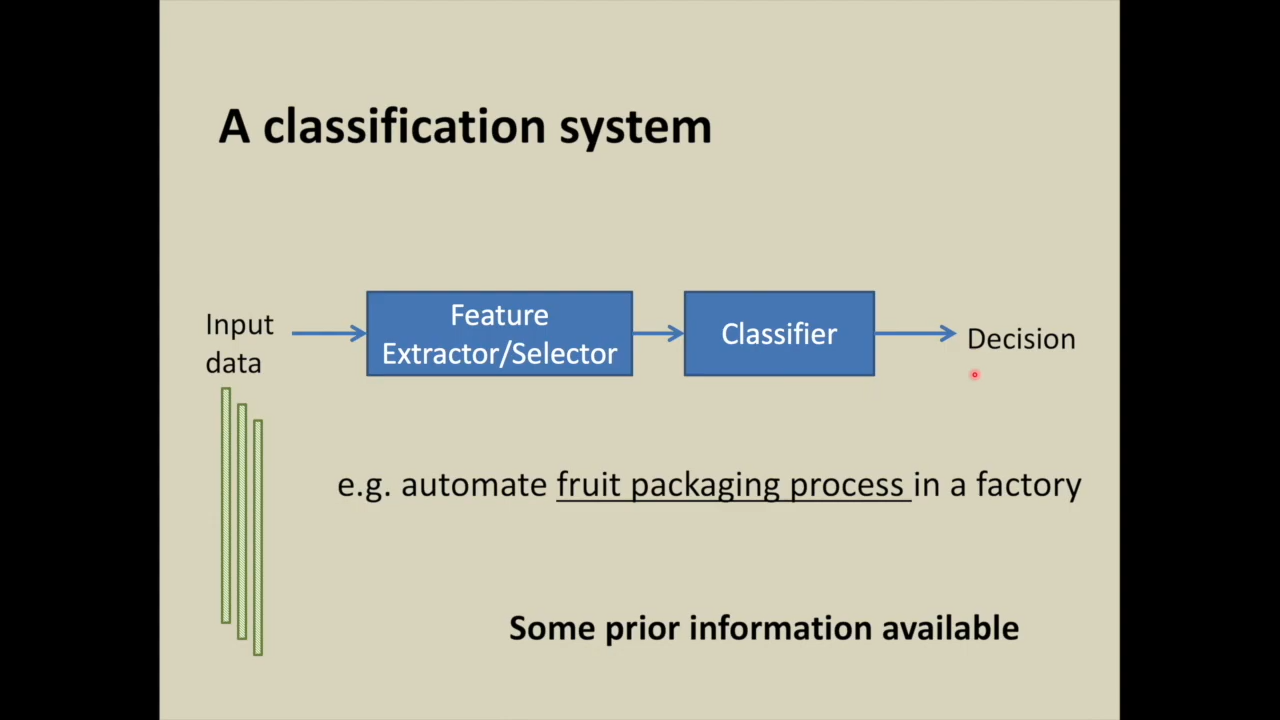 A classification system
Input
data
Feature
Extractor/Selector
Classifier
Decision
e.g. automate fruit packaging process in a factory
Some prior information available